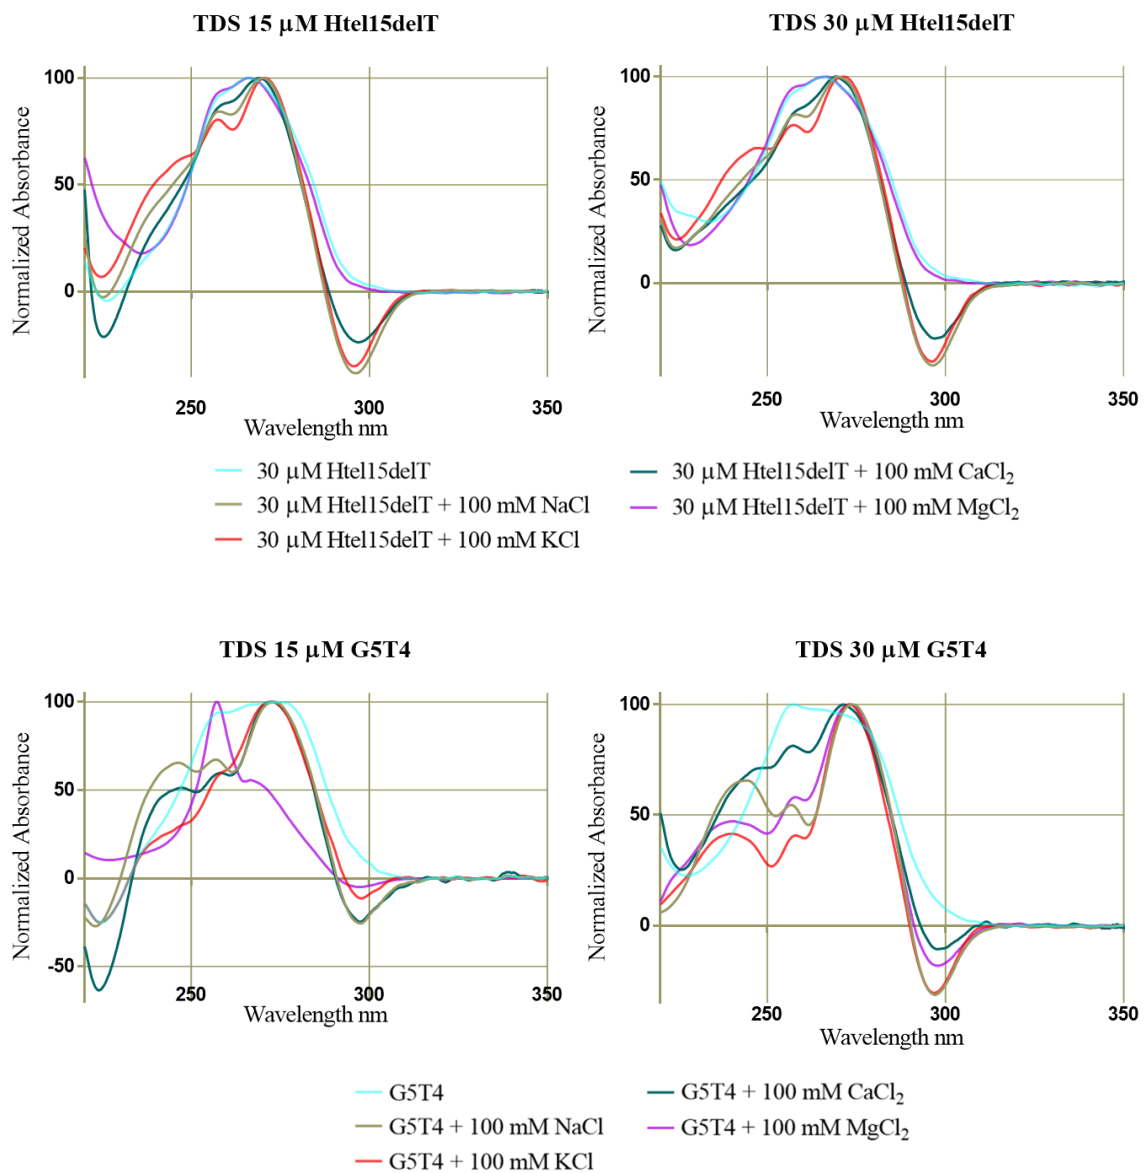 TDS 15 μM Htel15delT
TDS 30 μM Htel15delT
Normalized Absorbance
100
50
0
250
300
350
Wavelength nm
Normalized Absorbance
100
50
0
250
300
350
Wavelength nm
30 μM Htel15delT
30 μM Htel15delT + 100 mM NaCl
30 μM Htel15delT + 100 mM KCl
30 μM Htel15delT + 100 mM CaCl₂
30 μM Htel15delT + 100 mM MgCl₂
TDS 15 μM G5T4
TDS 30 μM G5T4
Normalized Absorbance
100
50
0
-50
250
300
350
Wavelength nm
Normalized Absorbance
100
50
0
250
300
350
Wavelength nm
G5T4
G5T4 + 100 mM NaCl
G5T4 + 100 mM KCl
G5T4 + 100 mM CaCl₂
G5T4 + 100 mM MgCl₂